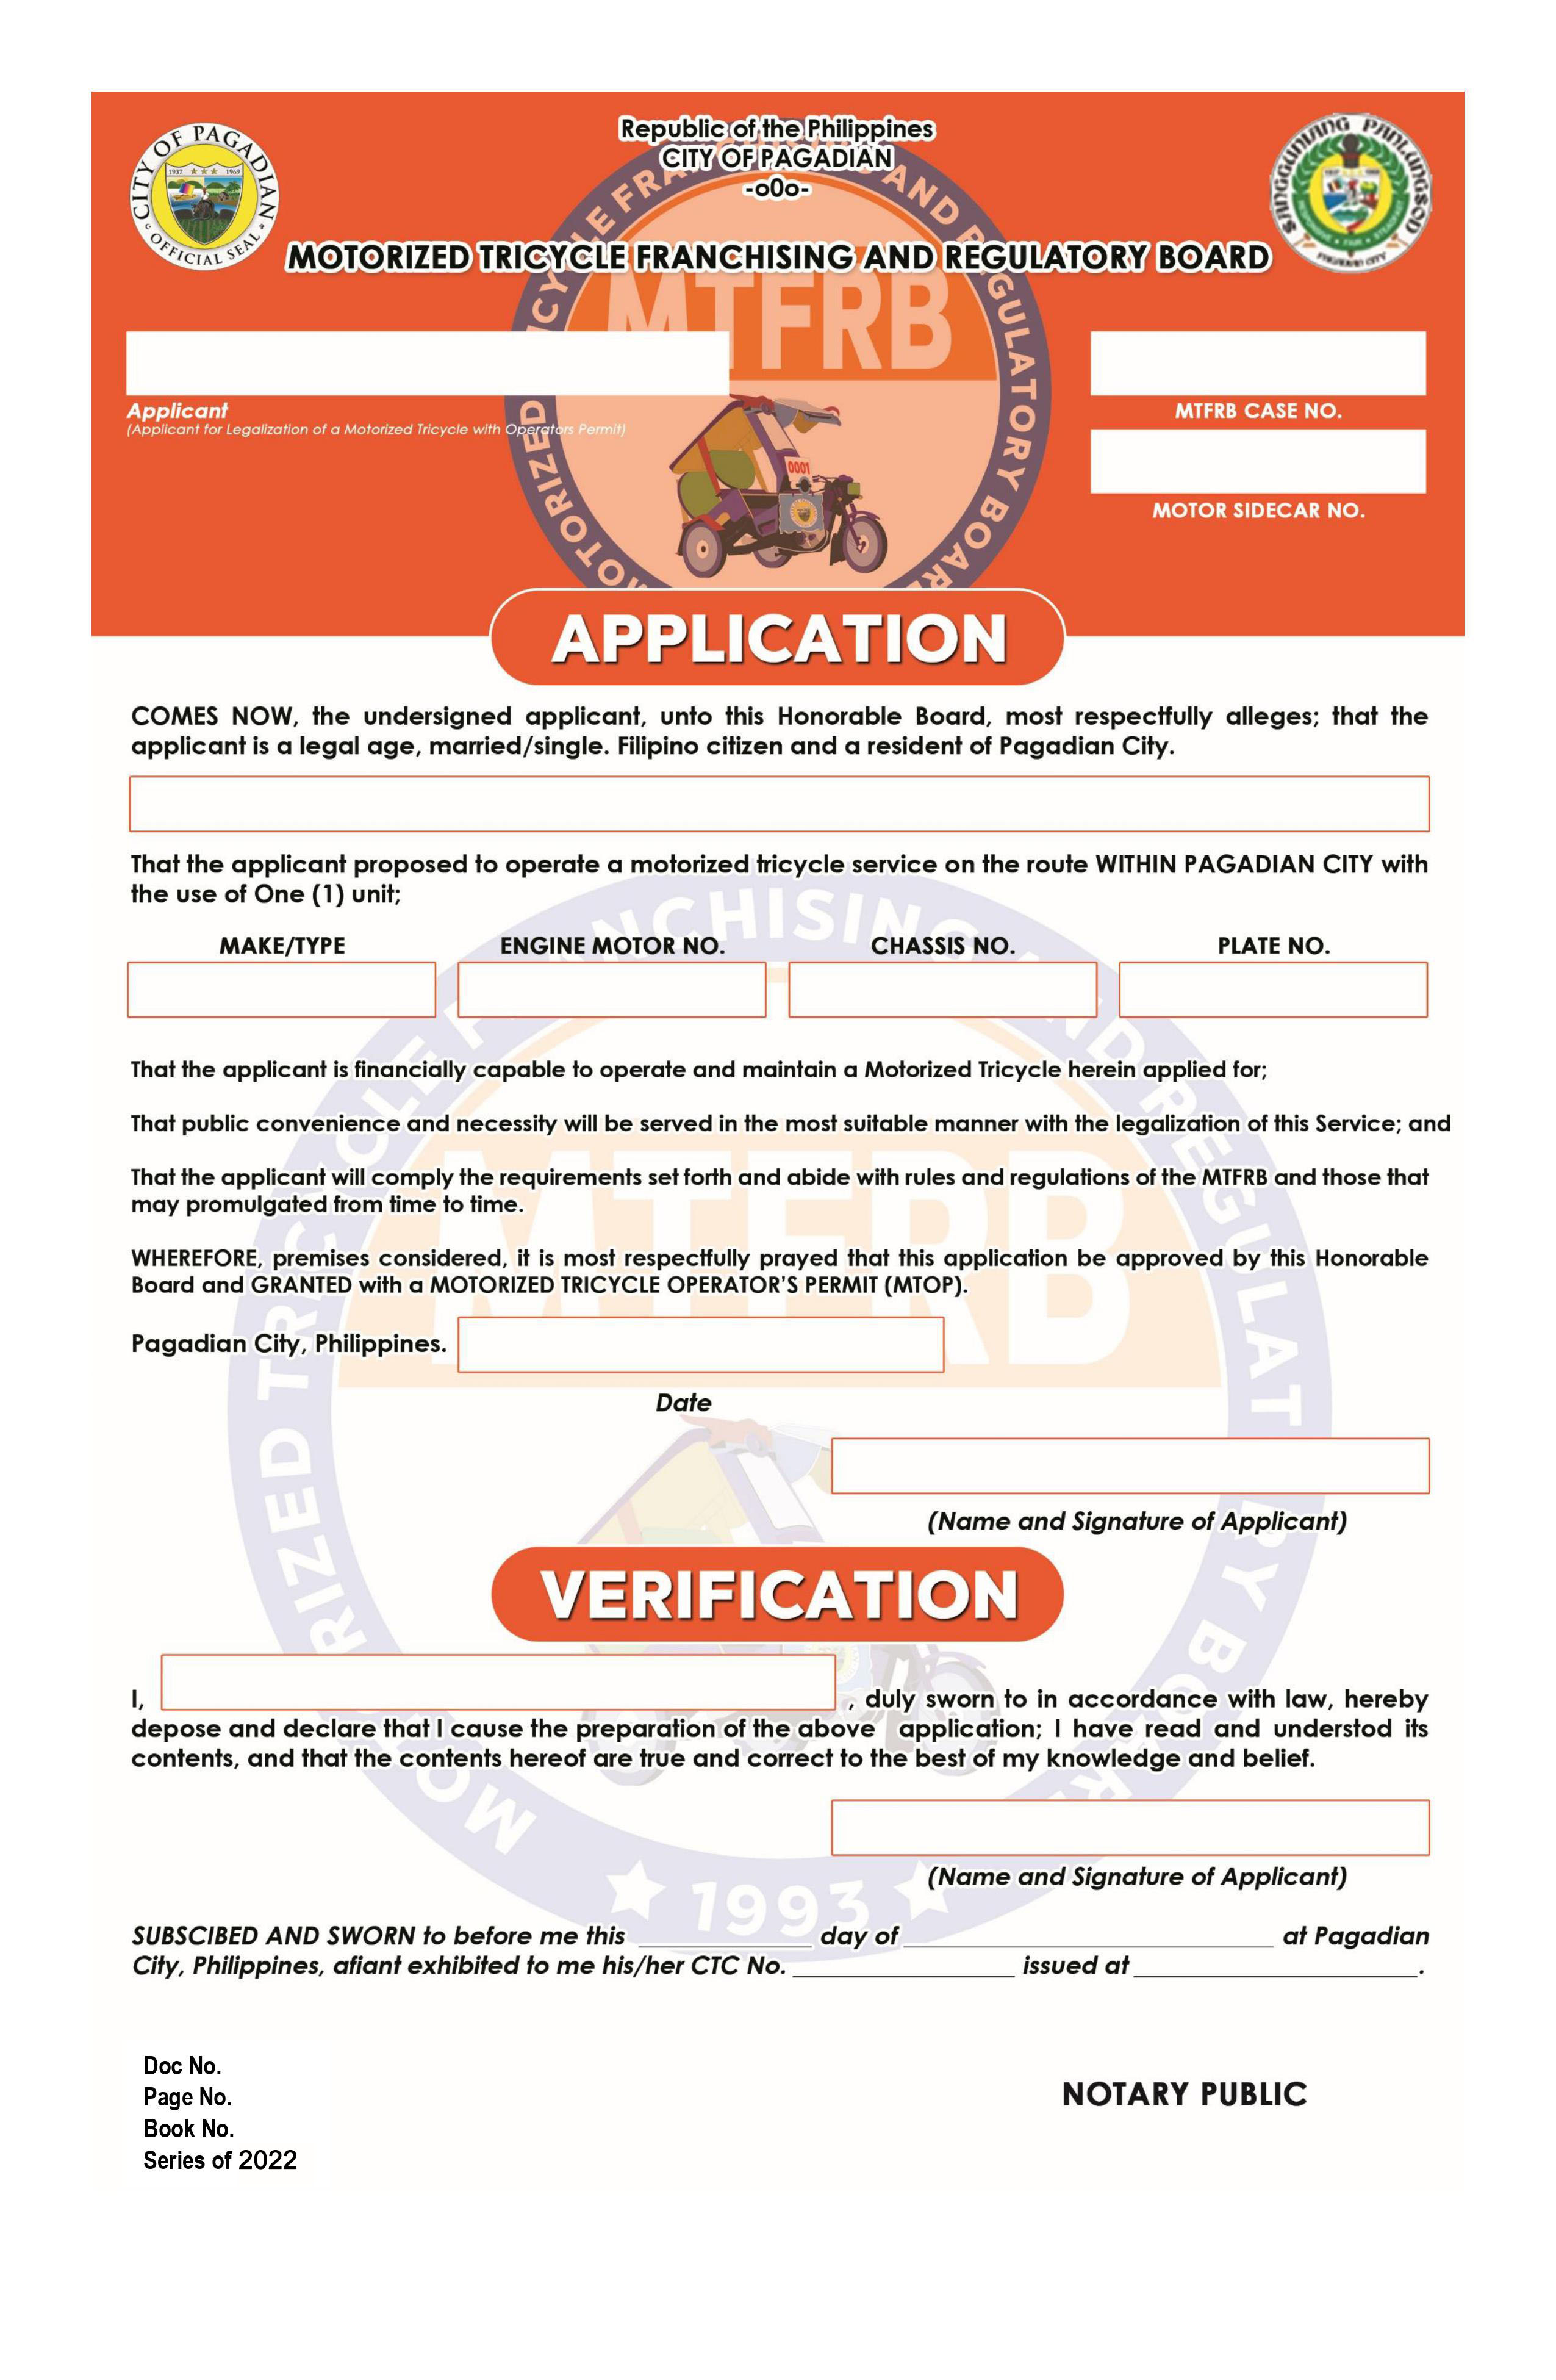 Republic of the Philippines
CITY OF PAGADIAN
-o0o-
MOTORIZED TRICYCLE FRANCHISING AND REGULATORY BOARD
CITY OF PAGADIAN
OFFICIAL SEAL
1937 1969
SANGGUNIANG PANLUNGSOD
PAGADIAN CITY
MTFRB
0001
Applicant
(Applicant for Legalization of a Motorized Tricycle with Operators Permit)
MTFRB CASE NO.
MOTOR SIDECAR NO.
APPLICATION
COMES NOW, the undersigned applicant, unto this Honorable Board, most respectfully alleges; that the
applicant is a legal age, married/single. Filipino citizen and a resident of Pagadian City.
That the applicant proposed to operate a motorized tricycle service on the route WITHIN PAGADIAN CITY with
the use of One (1) unit;
MAKE/TYPE ENGINE MOTOR NO. CHASSIS NO. PLATE NO.
That the applicant is financially capable to operate and maintain a Motorized Tricycle herein applied for;
That public convenience and necessity will be served in the most suitable manner with the legalization of this Service; and
That the applicant will comply the requirements set forth and abide with rules and regulations of the MTFRB and those that
may promulgated from time to time.
WHEREFORE, premises considered, it is most respectfully prayed that this application be approved by this Honorable
Board and GRANTED with a MOTORIZED TRICYCLE OPERATOR'S PERMIT (MTOP).
Pagadian City, Philippines.
Date
(Name and Signature of Applicant)
VERIFICATION
I, , duly sworn to in accordance with law, hereby
depose and declare that I cause the preparation of the above application; I have read and understod its
contents, and that the contents hereof are true and correct to the best of my knowledge and belief.
(Name and Signature of Applicant)
1993
SUBSCIBED AND SWORN to before me this ____ day of ____ at Pagadian
City, Philippines, afiant exhibited to me his/her CTC No. ____ issued at ____.
Doc No.
Page No.
Book No.
Series of 2022
NOTARY PUBLIC